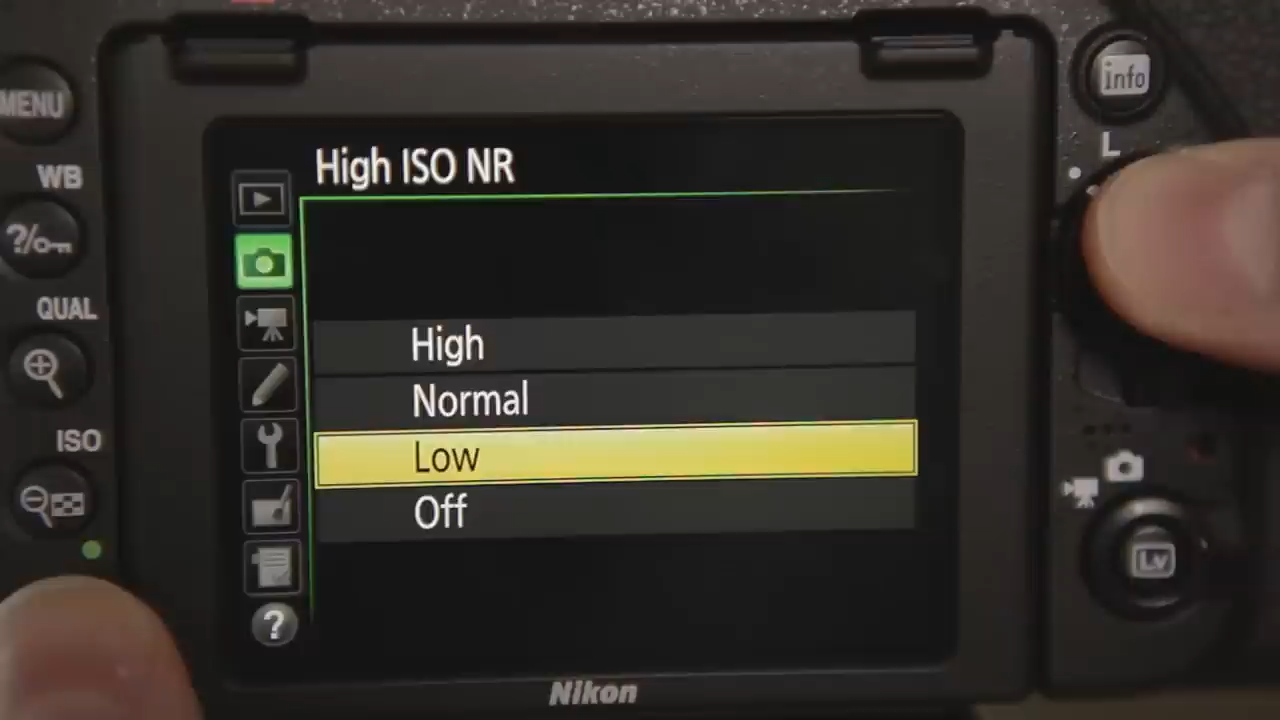 MENU
info
L
WB
High ISO NR
?
QUAL
High
Normal
Low
Off
ISO
Lv
?
Nikon